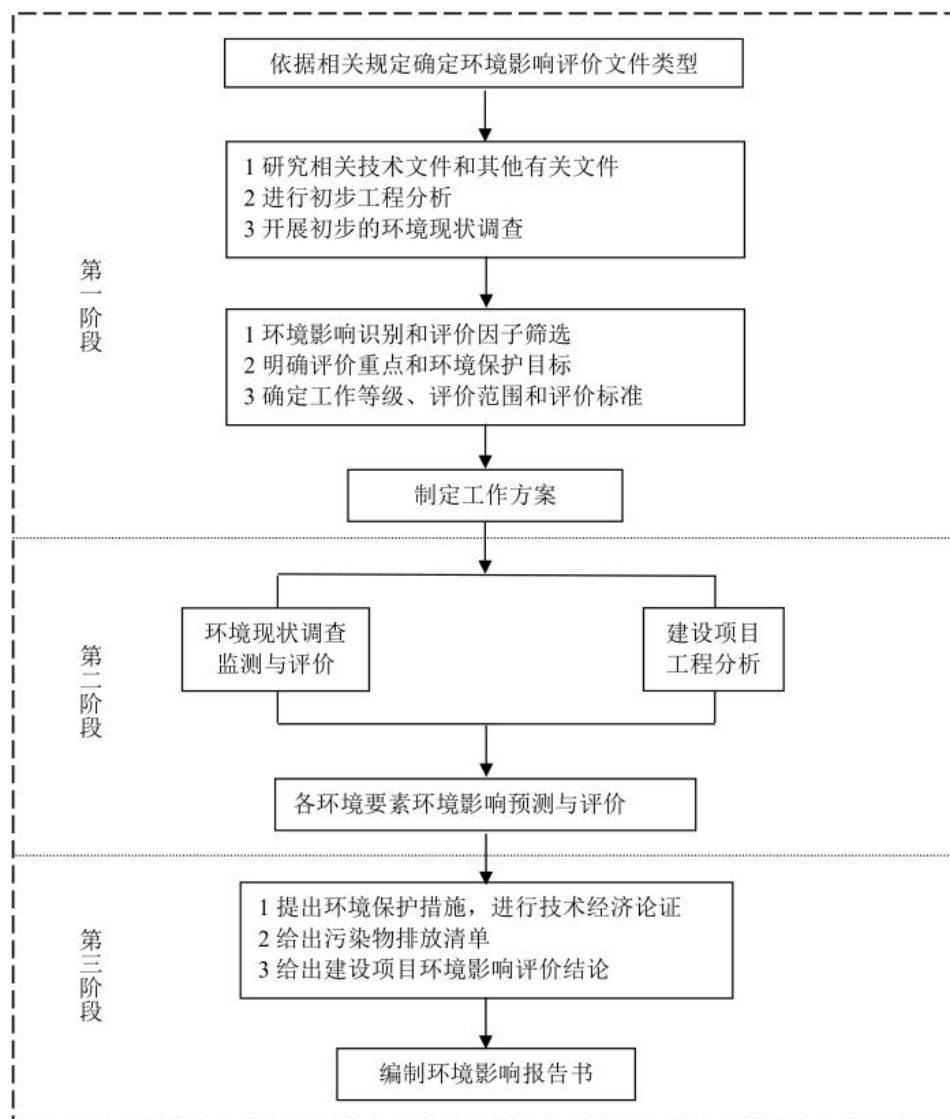 依据相关规定确定环境影响评价文件类型
1 研究相关技术文件和其他有关文件
2 进行初步工程分析
3 开展初步的环境现状调查
第一阶段
1 环境影响识别和评价因子筛选
2 明确评价重点和环境保护目标
3 确定工作等级、评价范围和评价标准
制定工作方案
第二阶段
环境现状调查
监测与评价
建设项目
工程分析
各环境要素环境影响预测与评价
第三阶段
1 提出环境保护措施，进行技术经济论证
2 给出污染物排放清单
3 给出建设项目环境影响评价结论
编制环境影响报告书